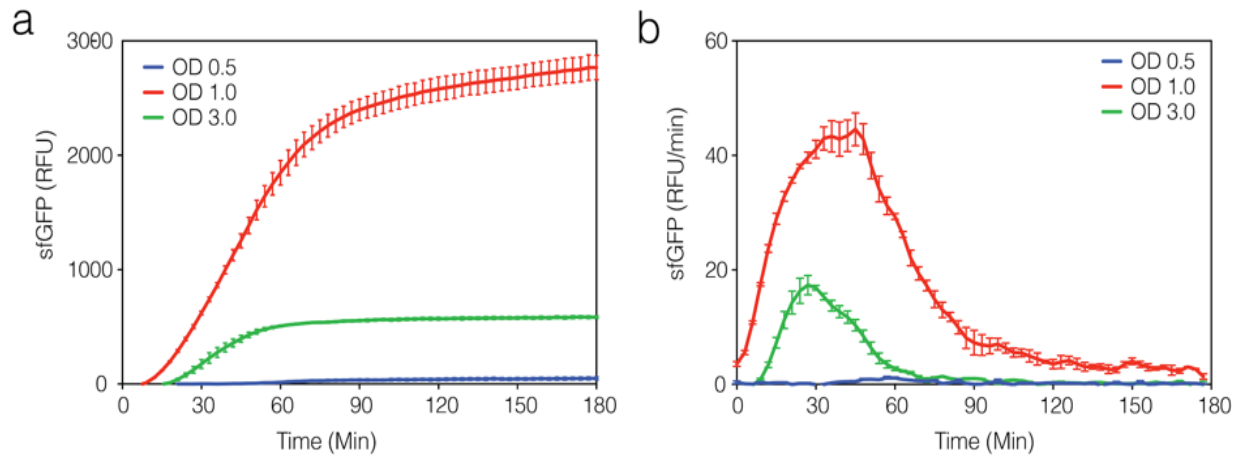 a
3000
2000
1000
0
sfGFP (RFU)
OD 0.5
OD 1.0
OD 3.0
0 30 60 90 120 150 180
Time (Min)
b
60
40
20
0
sfGFP (RFU/min)
OD 0.5
OD 1.0
OD 3.0
0 30 60 90 120 150 180
Time (Min)